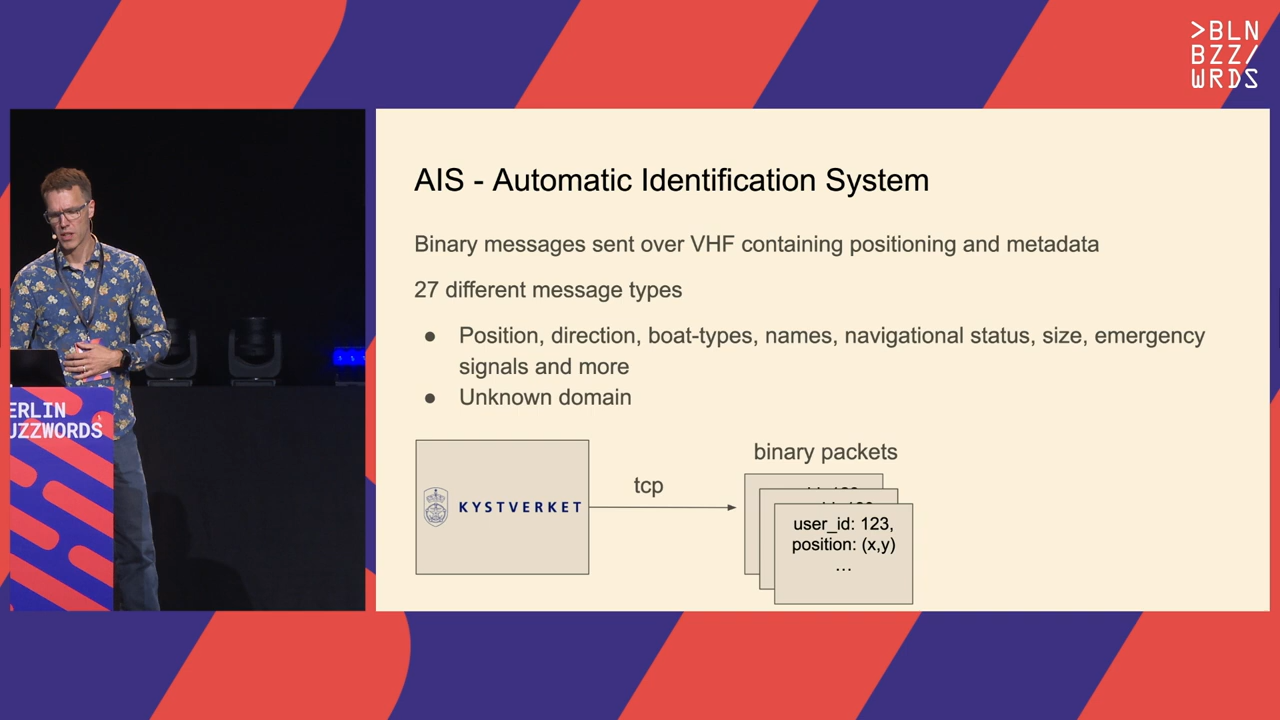 >BLN
BZZ/
WRDS
AIS - Automatic Identification System
Binary messages sent over VHF containing positioning and metadata
27 different message types
● Position, direction, boat-types, names, navigational status, size, emergency
signals and more
● Unknown domain
binary packets
tcp
KYSTVERKET
user_id: 123,
position: (x,y)
...
ERLIN
UZZWORDS